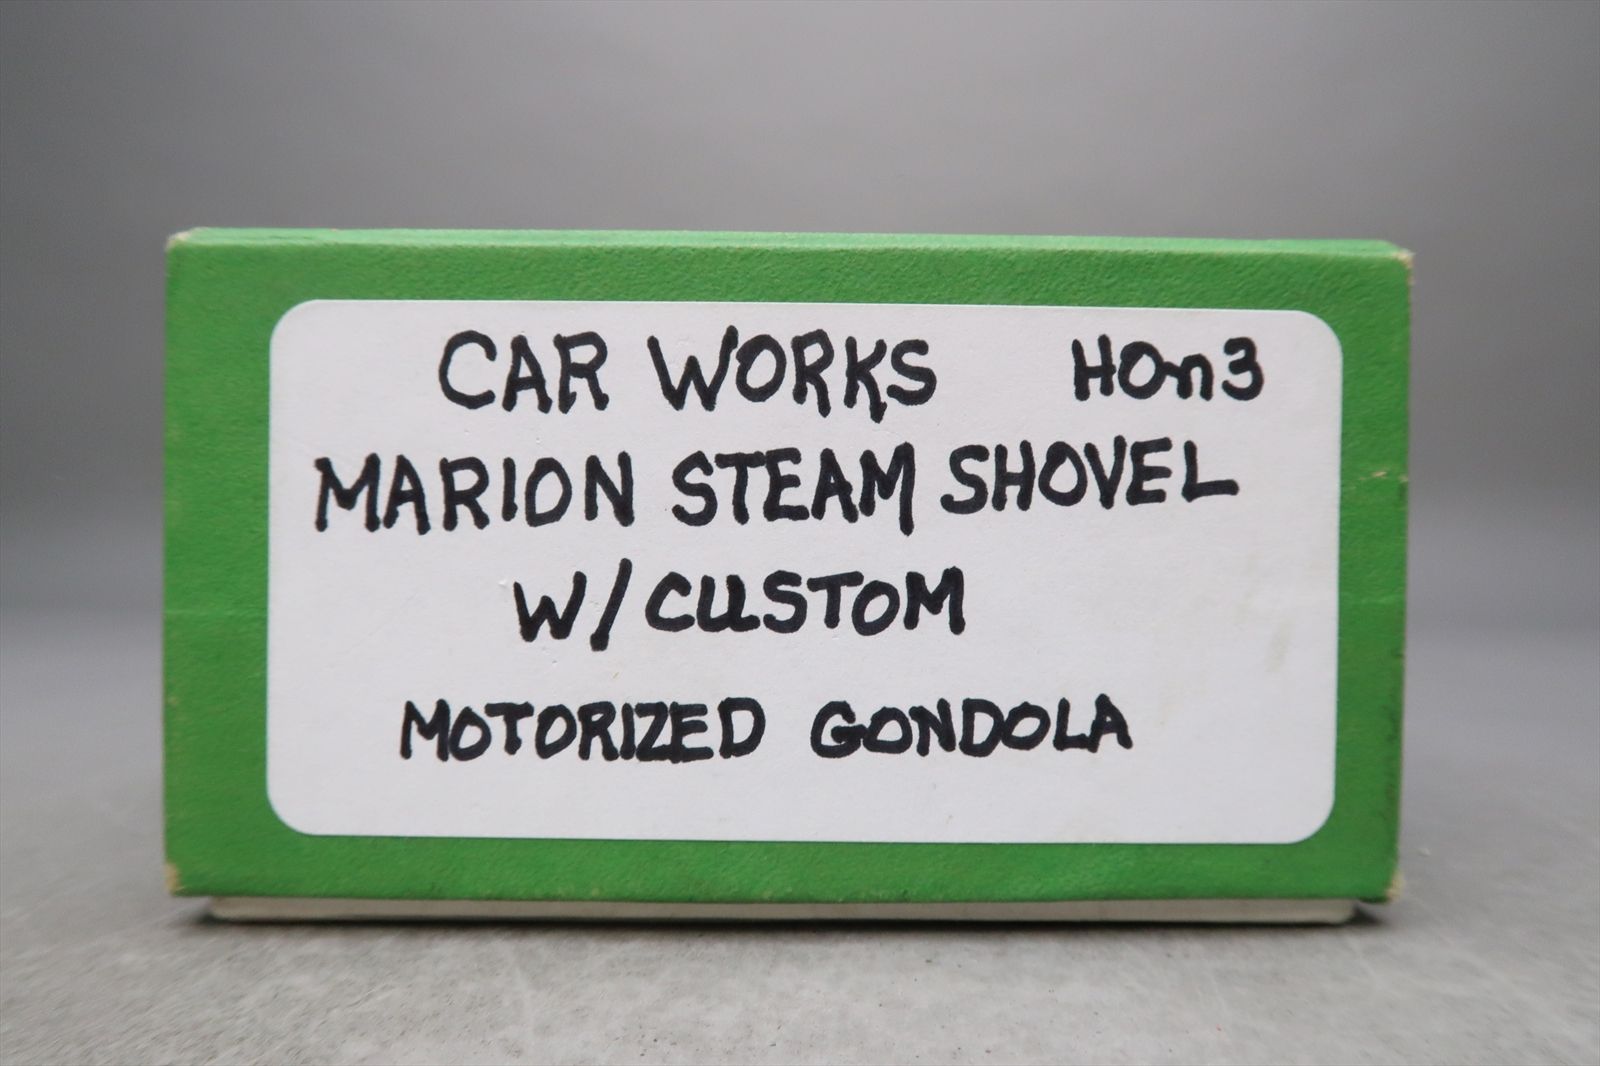 CAR WORKS HOn3
MARION STEAM SHOVEL
W/CUSTOM
MOTORIZED GONDOLA